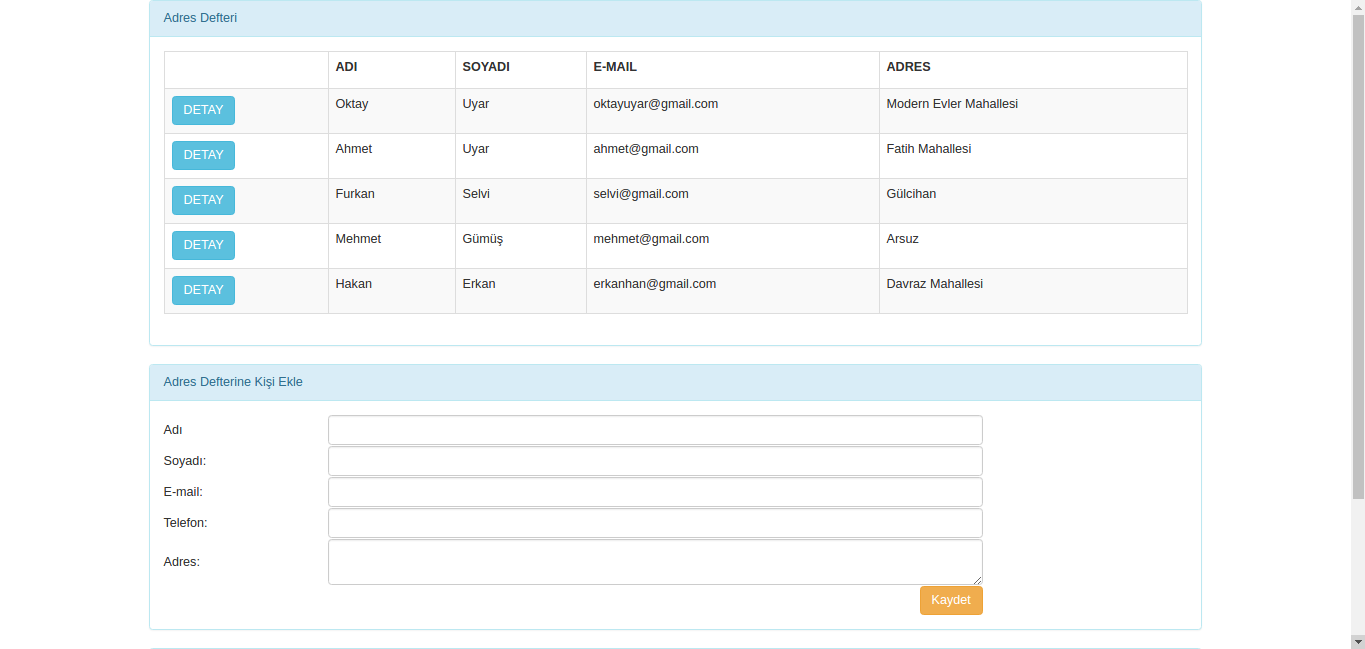 Adres Defteri
ADI SOYADI E-MAIL ADRES
DETAY Oktay Uyar oktayuyar@gmail.com Modern Evler Mahallesi
DETAY Ahmet Uyar ahmet@gmail.com Fatih Mahallesi
DETAY Furkan Selvi selvi@gmail.com Gülcihan
DETAY Mehmet Gümüş mehmet@gmail.com Arsuz
DETAY Hakan Erkan erkanhan@gmail.com Davraz Mahallesi
Adres Defterine Kişi Ekle
Adı
Soyadı:
E-mail:
Telefon:
Adres:
Kaydet